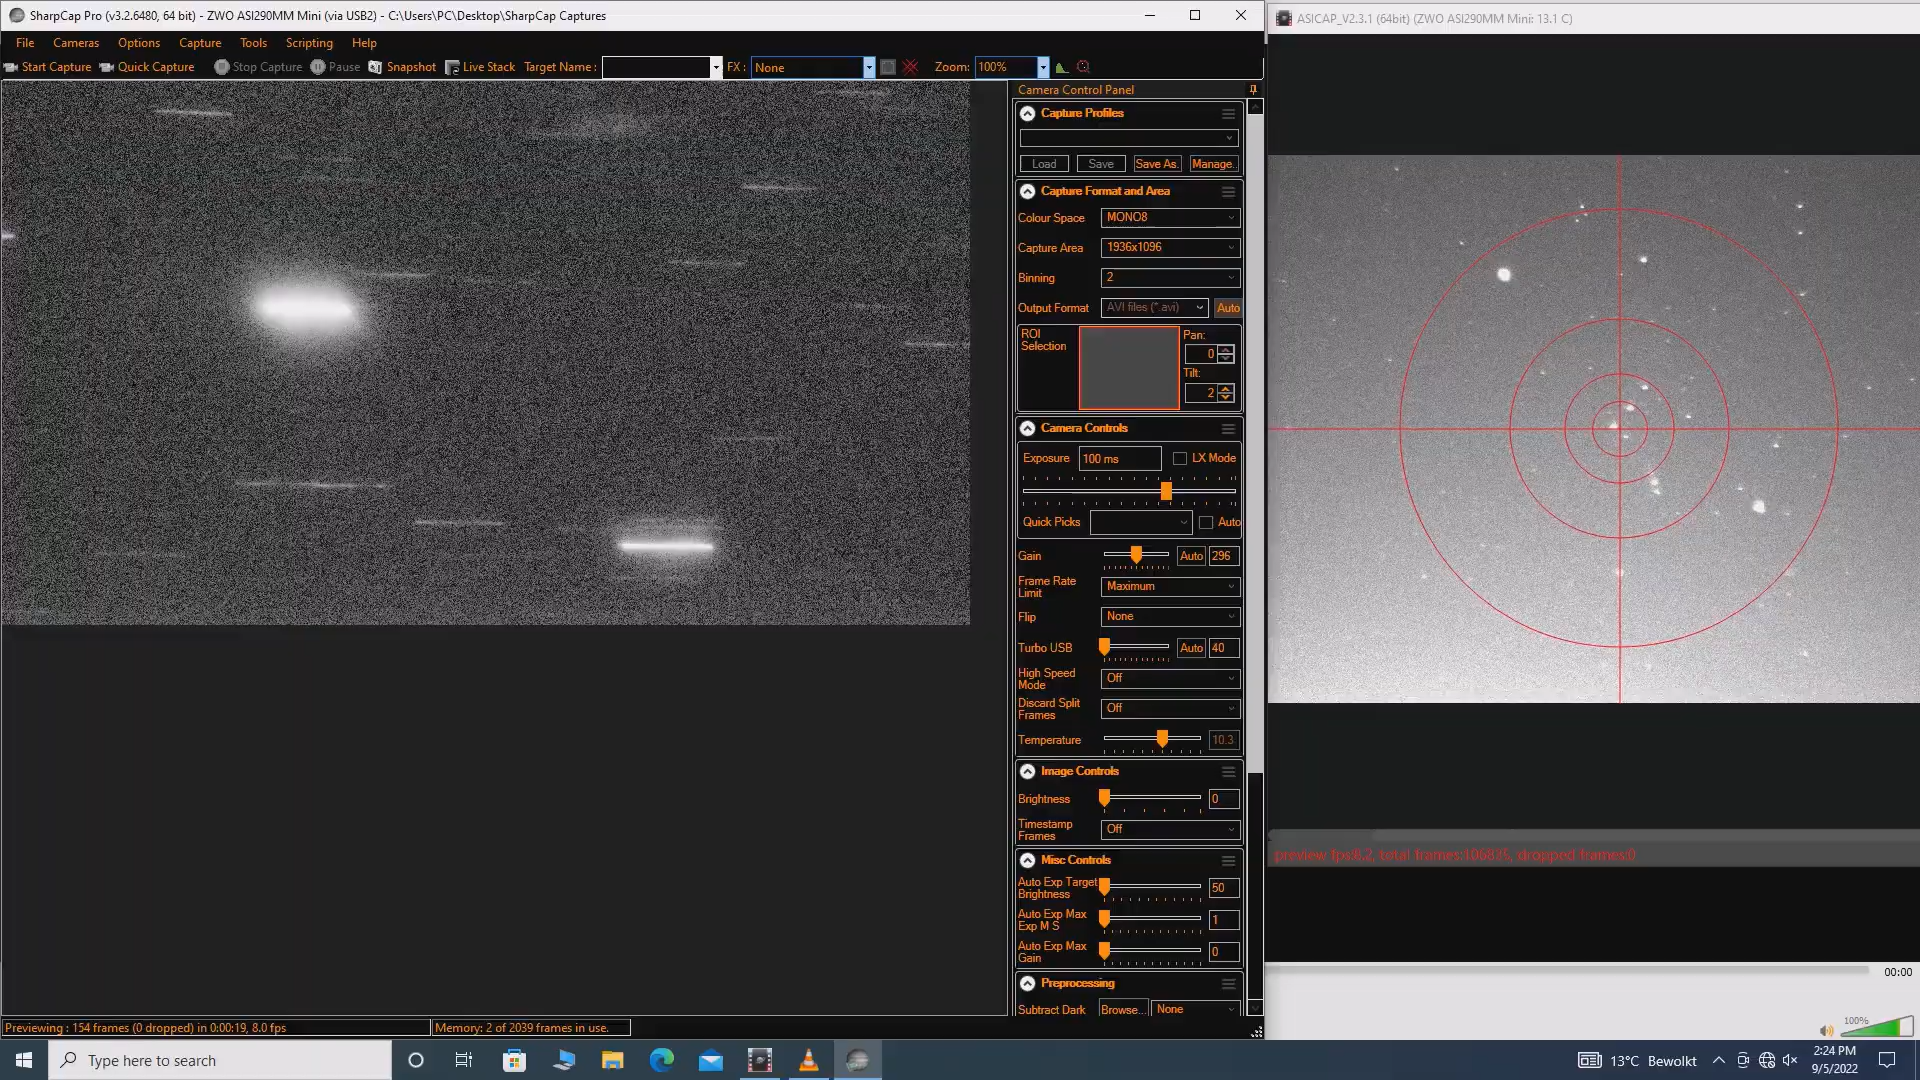 SharpCap Pro (v3.2.6480, 64 bit) - ZWO ASI290MM Mini (via USB2) - C:\Users\PC\Desktop\SharpCap Captures
File Cameras Options Capture Tools Scripting Help
Start Capture Quick Capture Stop Capture Pause Snapshot Live Stack Target Name : FX : None Zoom: 100%
Camera Control Panel
Capture Profiles
Load Save Save As. Manage..
Capture Format and Area
Colour Space MONO8
Capture Area 1936x1096
Binning 2
Output Format AVI files (*.avi) Auto
ROI Selection Pan: 0
Tilt: 2
Camera Controls
Exposure 100 ms LX Mode
Quick Picks Auto
Gain Auto 296
Frame Rate Limit Maximum
Flip None
Turbo USB Auto 40
High Speed Mode Off
Discard Split Frames Off
Temperature 10.3
Image Controls
Brightness 0
Timestamp Frames Off
Misc Controls
Auto Exp Target Brightness 50
Auto Exp Max Exp M S 1
Auto Exp Max Gain 0
Preprocessing
Subtract Dark Browse... None
Previewing : 154 frames (0 dropped) in 0:00:19, 8.0 fps Memory: 2 of 2039 frames in use.
ASICAP_V2.3.1 (64bit) (ZWO ASI290MM Mini: 13.1 C)
preview fps:8.2, total frames:106835, dropped frames:0
00:00
100%
Type here to search
13°C Bewolkt
2:24 PM
9/5/2022